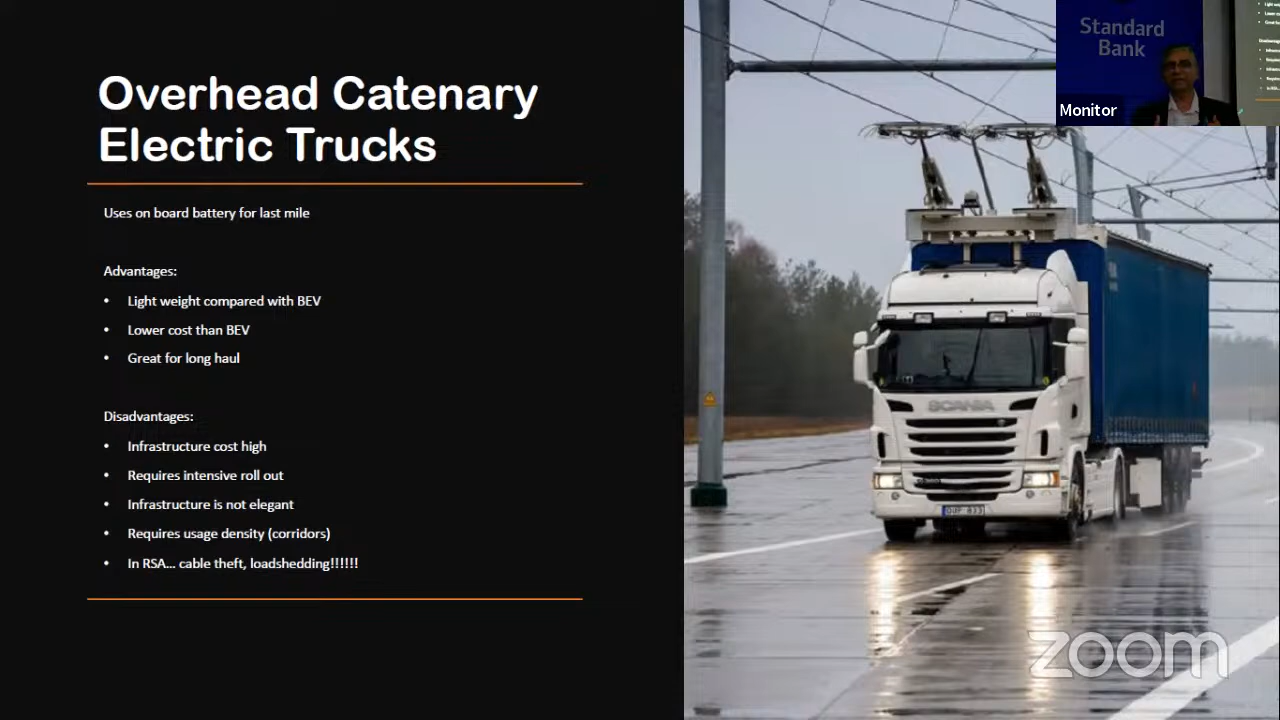 Overhead Catenary
Electric Trucks
Uses on board battery for last mile
Advantages:
• Light weight compared with BEV
• Lower cost than BEV
• Great for long haul
Disadvantages:
• Infrastructure cost high
• Requires intensive roll out
• Infrastructure is not elegant
• Requires usage density (corridors)
• In RSA... cable theft, loadshedding!!!!!!
Standard
Bank
Monitor
SCANIA
zoom